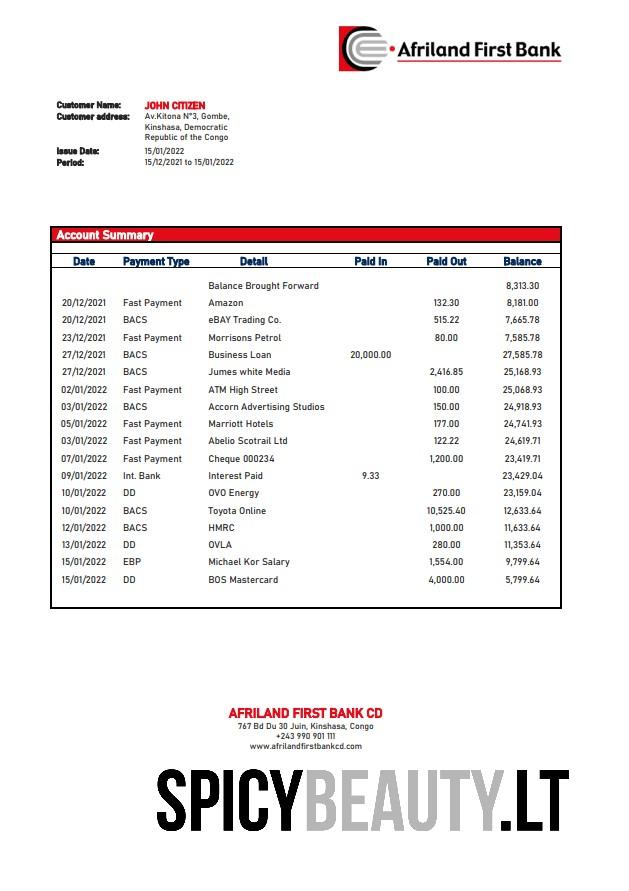 Afriland First Bank
Customer Name: JOHN CITIZEN
Customer address: Av.Kitona N°3, Gombe,
Kinshasa, Democratic
Republic of the Congo
Issue Date: 15/01/2022
Period: 15/12/2021 to 15/01/2022
Account Summary
Date Payment Type Detail Paid In Paid Out Balance
Balance Brought Forward 8,313.30
20/12/2021 Fast Payment Amazon 132.30 8,181.00
20/12/2021 BACS eBAY Trading Co. 515.22 7,665.78
23/12/2021 Fast Payment Morrisons Petrol 80.00 7,585.78
27/12/2021 BACS Business Loan 20,000.00 27,585.78
27/12/2021 BACS Jumes white Media 2,416.85 25,168.93
02/01/2022 Fast Payment ATM High Street 100.00 25,068.93
03/01/2022 BACS Accorn Advertising Studios 150.00 24,918.93
05/01/2022 Fast Payment Marriott Hotels 177.00 24,741.93
03/01/2022 Fast Payment Abelio Scotrail Ltd 122.22 24,619.71
07/01/2022 Fast Payment Cheque 000234 1,200.00 23,419.71
09/01/2022 Int. Bank Interest Paid 9.33 23,429.04
10/01/2022 DD OVO Energy 270.00 23,159.04
10/01/2022 BACS Toyota Online 10,525.40 12,633.64
12/01/2022 BACS HMRC 1,000.00 11,633.64
13/01/2022 DD OVLA 280.00 11,353.64
15/01/2022 EBP Michael Kor Salary 1,554.00 9,799.64
15/01/2022 DD BOS Mastercard 4,000.00 5,799.64
AFRILAND FIRST BANK CD
767 Bd Du 30 Juin, Kinshasa, Congo
+243 990 901 111
www.afrilandfirstbankcd.com
SPICYBEAUTY.LT